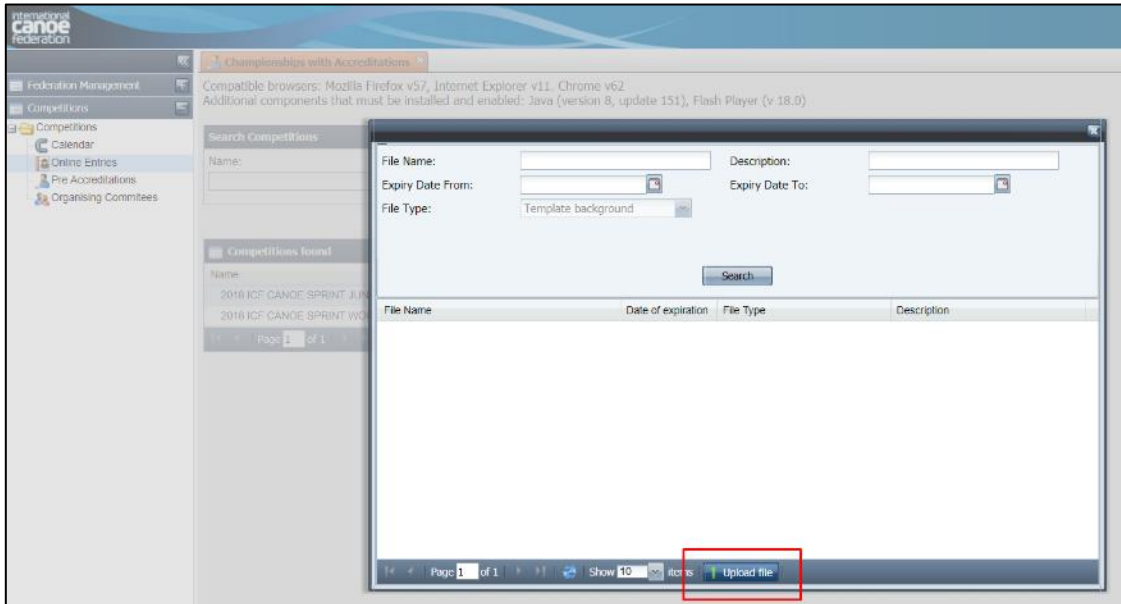 international
canoe
federation
Championships with Accreditations
Federation Management
Compatible browsers: Mozilla Firefox v57, Internet Explorer v11. Chrome v62
Additional components that must be installed and enabled: Java (version 8, update 151), Flash Player (v 18.0)
Competitions
Competitions
Calendar
Online Entries
Pre Accreditations
Organising Commitees
Search Competitions
Name:
File Name:
Description:
Expiry Date From:
Expiry Date To:
File Type:
Template background
Search
Competitions found
Name
2018 ICF CANOE SPRINT JUN
2018 ICF CANOE SPRINT WO
Page 1 of 1
File Name Date of expiration File Type Description
Page 1 of 1 Show 10 items Upload file